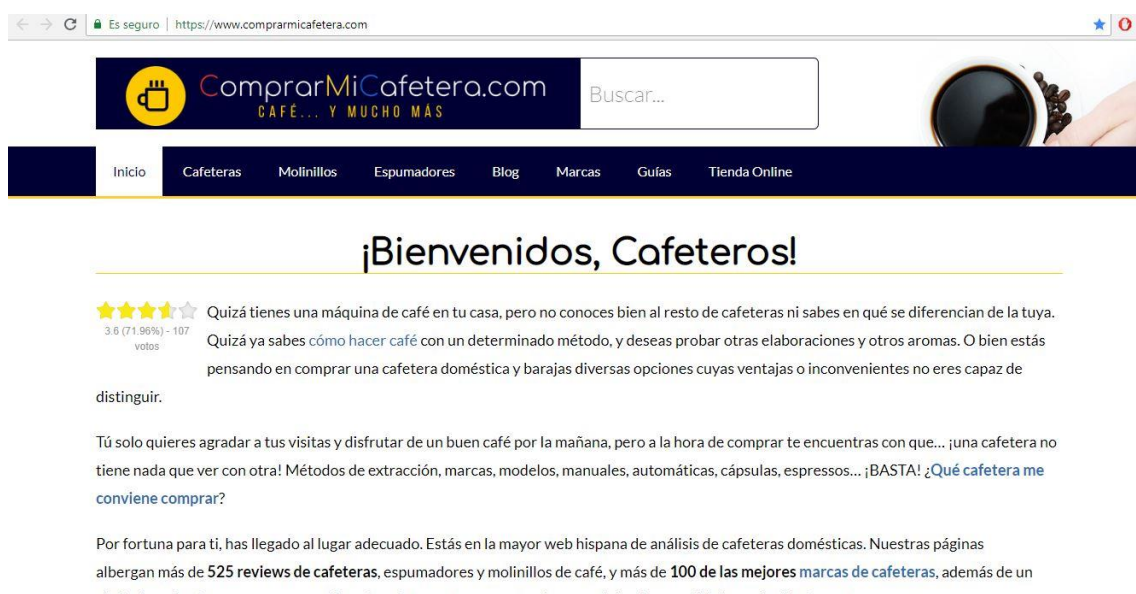 Es seguro | https://www.comprarmicafetera.com
ComprarMiCafetera.com
CAFÉ... Y MUCHO MÁS
Buscar...
Inicio Cafeteras Molinillos Espumadores Blog Marcas Guías Tienda Online
¡Bienvenidos, Cafeteros!
3.6 (71.96%) - 107
votos
Quizá tienes una máquina de café en tu casa, pero no conoces bien al resto de cafeteras ni sabes en qué se diferencian de la tuya.
Quizá ya sabes cómo hacer café con un determinado método, y deseas probar otras elaboraciones y otros aromas. O bien estás
pensando en comprar una cafetera doméstica y barajas diversas opciones cuyas ventajas o inconvenientes no eres capaz de
distinguir.
Tú solo quieres agradar a tus visitas y disfrutar de un buen café por la mañana, pero a la hora de comprar te encuentras con que... ¡una cafetera no
tiene nada que ver con otra! Métodos de extracción, marcas, modelos, manuales, automáticas, cápsulas, espressos... ¡BASTA! ¿Qué cafetera me
conviene comprar?
Por fortuna para ti, has llegado al lugar adecuado. Estás en la mayor web hispana de análisis de cafeteras domésticas. Nuestras páginas
albergan más de 525 reviews de cafeteras, espumadores y molinillos de café, y más de 100 de las mejores marcas de cafeteras, además de un